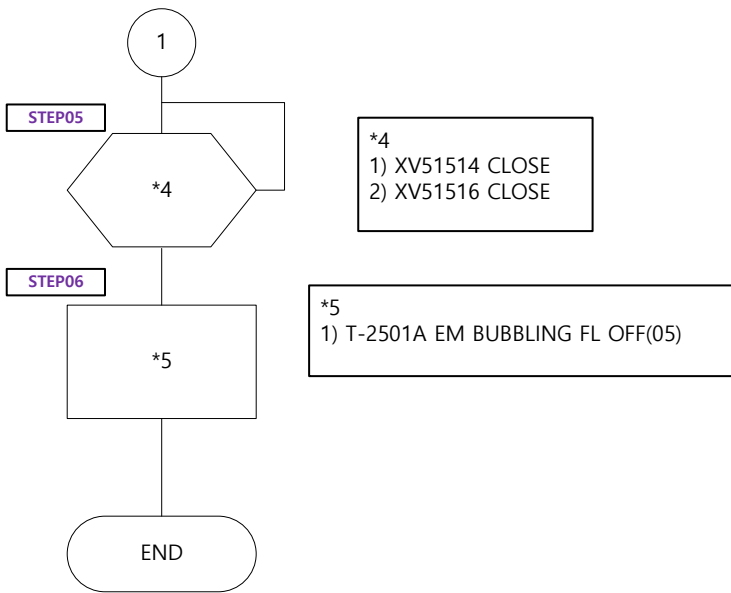 1
STEP05
*4
*4
1) XV51514 CLOSE
2) XV51516 CLOSE
STEP06
*5
*5
1) T-2501A EM BUBBLING FL OFF(05)
END